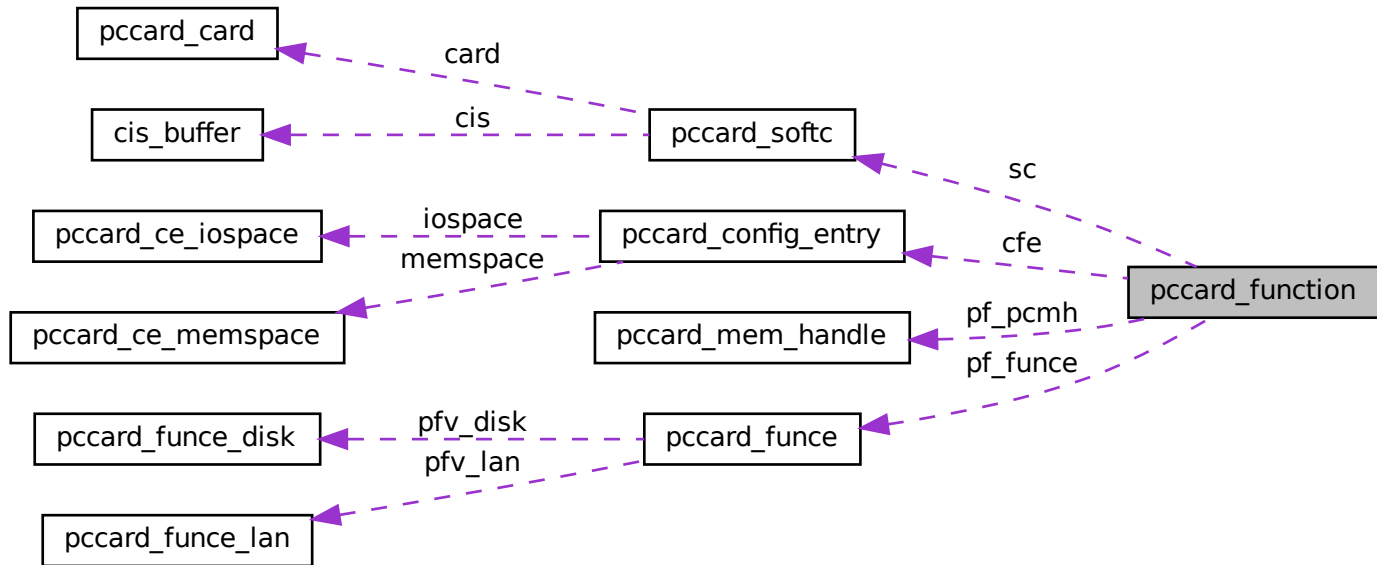 pccard_card
card
cis_buffer
cis
pccard_softc
sc
pccard_ce_iospace
iospace
pccard_config_entry
cfe
memspace
pccard_function
pccard_ce_memspace
pccard_mem_handle
pf_pcmh
pf_funce
pccard_funce_disk
pfv_disk
pccard_funce
pfv_lan
pccard_funce_lan